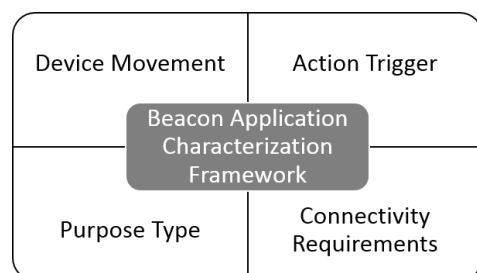 Device Movement
Action Trigger
Beacon Application
Characterization
Framework
Purpose Type
Connectivity
Requirements